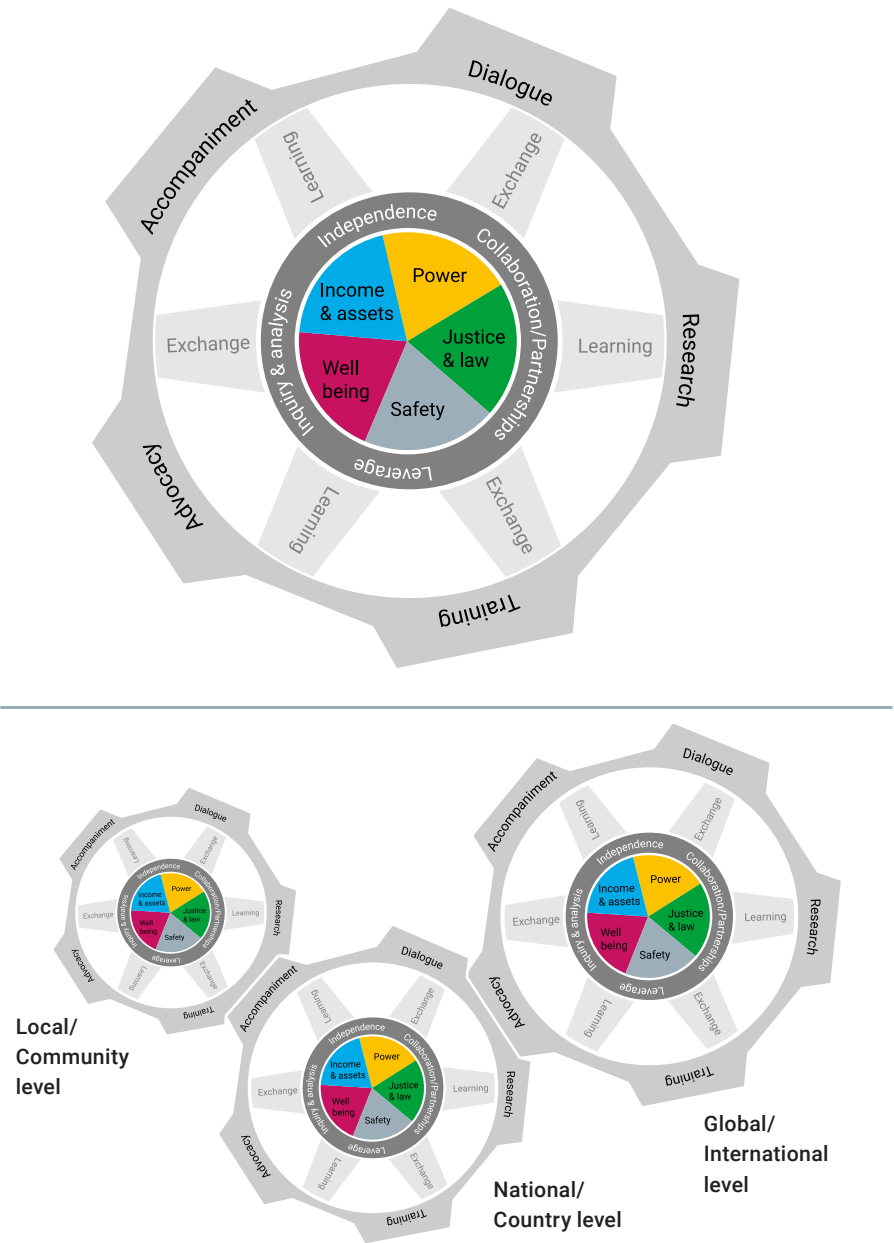 Dialogue
Accompaniment
Learning
Exchange
Independence
Collaboration/Partnerships
Power
Income
& assets
Inquiry & analysis
Justice
& law
Exchange
Learning
Research
Well
being
Safety
Leverage
Advocacy
Learning
Exchange
Training
Dialogue
Accompaniment
Learning
Exchange
Independence
Collaboration/Partnerships
Power
Income
& assets
Inquiry & analysis
Justice
& law
Exchange
Learning
Research
Well
being
Safety
Leverage
Advocacy
Learning
Exchange
Training
Local/
Community
level
Dialogue
Accompaniment
Learning
Exchange
Independence
Collaboration/Partnerships
Power
Income
& assets
Inquiry & analysis
Justice
& law
Exchange
Learning
Research
Well
being
Safety
Leverage
Advocacy
Learning
Exchange
Training
National/
Country level
Dialogue
Accompaniment
Learning
Exchange
Independence
Collaboration/Partnerships
Power
Income
& assets
Inquiry & analysis
Justice
& law
Exchange
Learning
Research
Well
being
Safety
Leverage
Advocacy
Learning
Exchange
Training
Global/
International
level